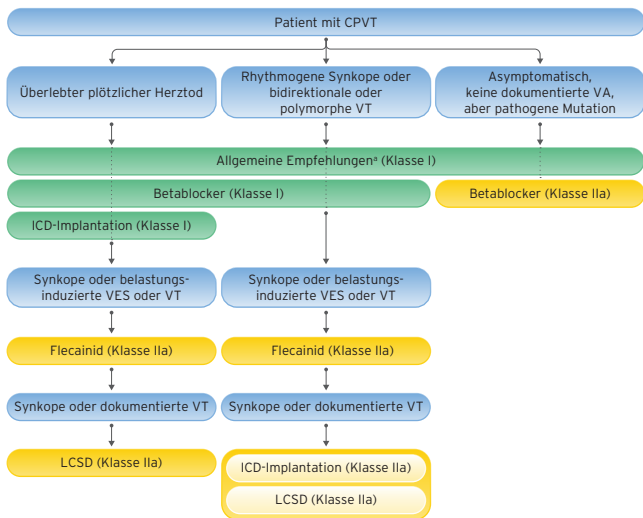 Patient mit CPVT
Überlebter plötzlicher Herztod
Rhythmogene Synkope oder
bidirektionale oder
polymorphe VT
Asymptomatisch,
keine dokumentierte VA,
aber pathogene Mutation
Allgemeine Empfehlungenᵃ (Klasse I)
Betablocker (Klasse I)
Betablocker (Klasse IIa)
ICD-Implantation (Klasse I)
Synkope oder belastungs-
induzierte VES oder VT
Synkope oder belastungs-
induzierte VES oder VT
Flecainid (Klasse IIa)
Flecainid (Klasse IIa)
Synkope oder dokumentierte VT
Synkope oder dokumentierte VT
LCSD (Klasse IIa)
ICD-Implantation (Klasse IIa)
LCSD (Klasse IIa)